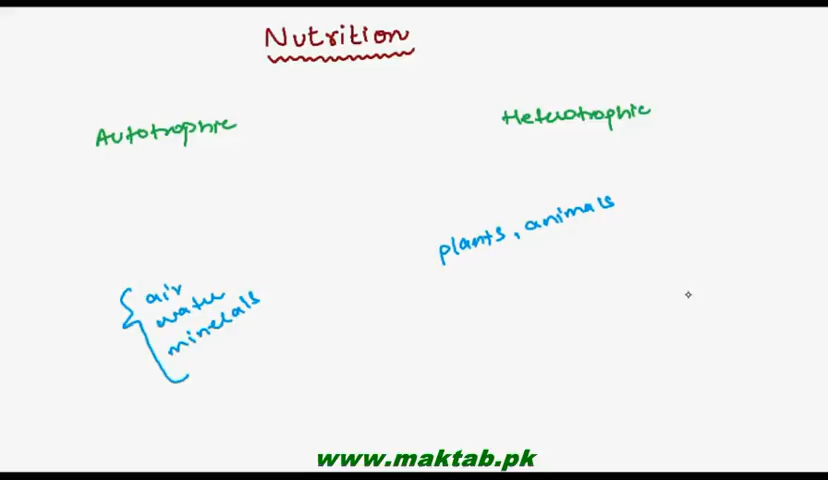 Nutrition
Autotrophic
Heterotrophic
plants, animals
air
water
minerals
www.maktab.pk